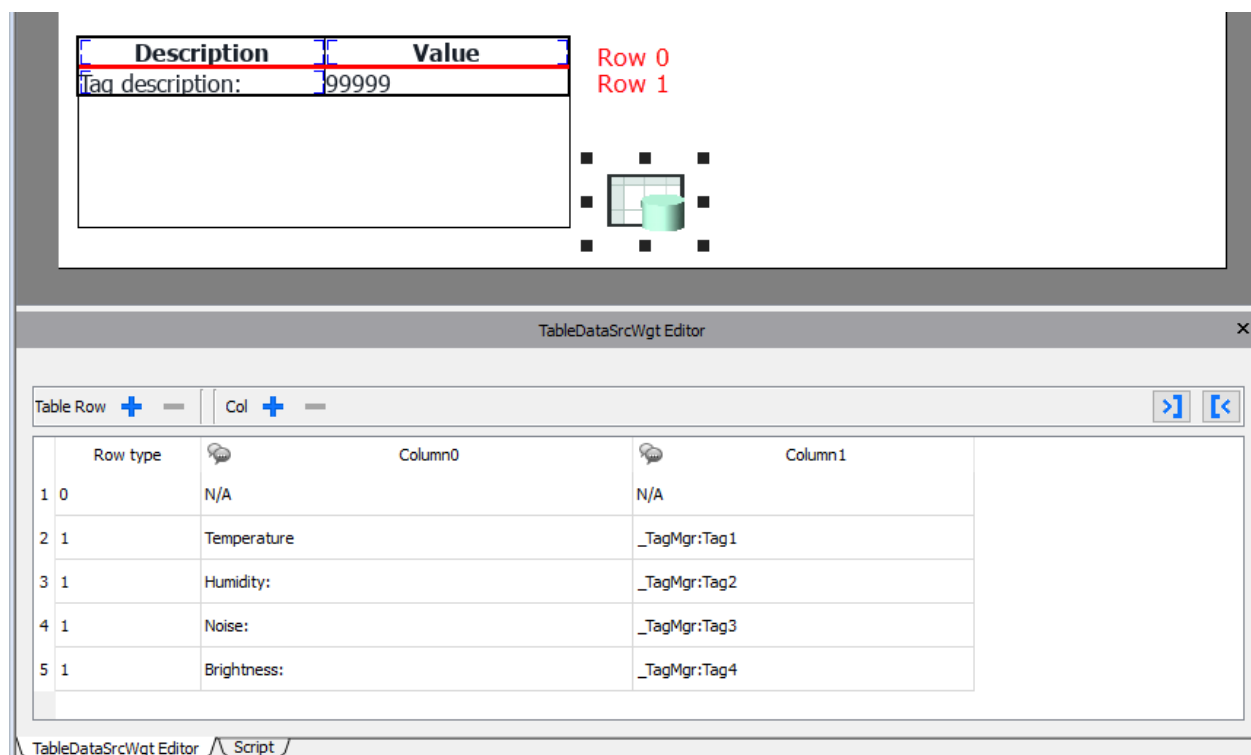 Description Value
Row 0
Tag description: 99999
Row 1
TableDataSrcWgt Editor
Table Row Col
Row type Column0 Column1
1 0 N/A N/A
2 1 Temperature _TagMgr:Tag1
3 1 Humidity: _TagMgr:Tag2
4 1 Noise: _TagMgr:Tag3
5 1 Brightness: _TagMgr:Tag4
TableDataSrcWgt Editor Script